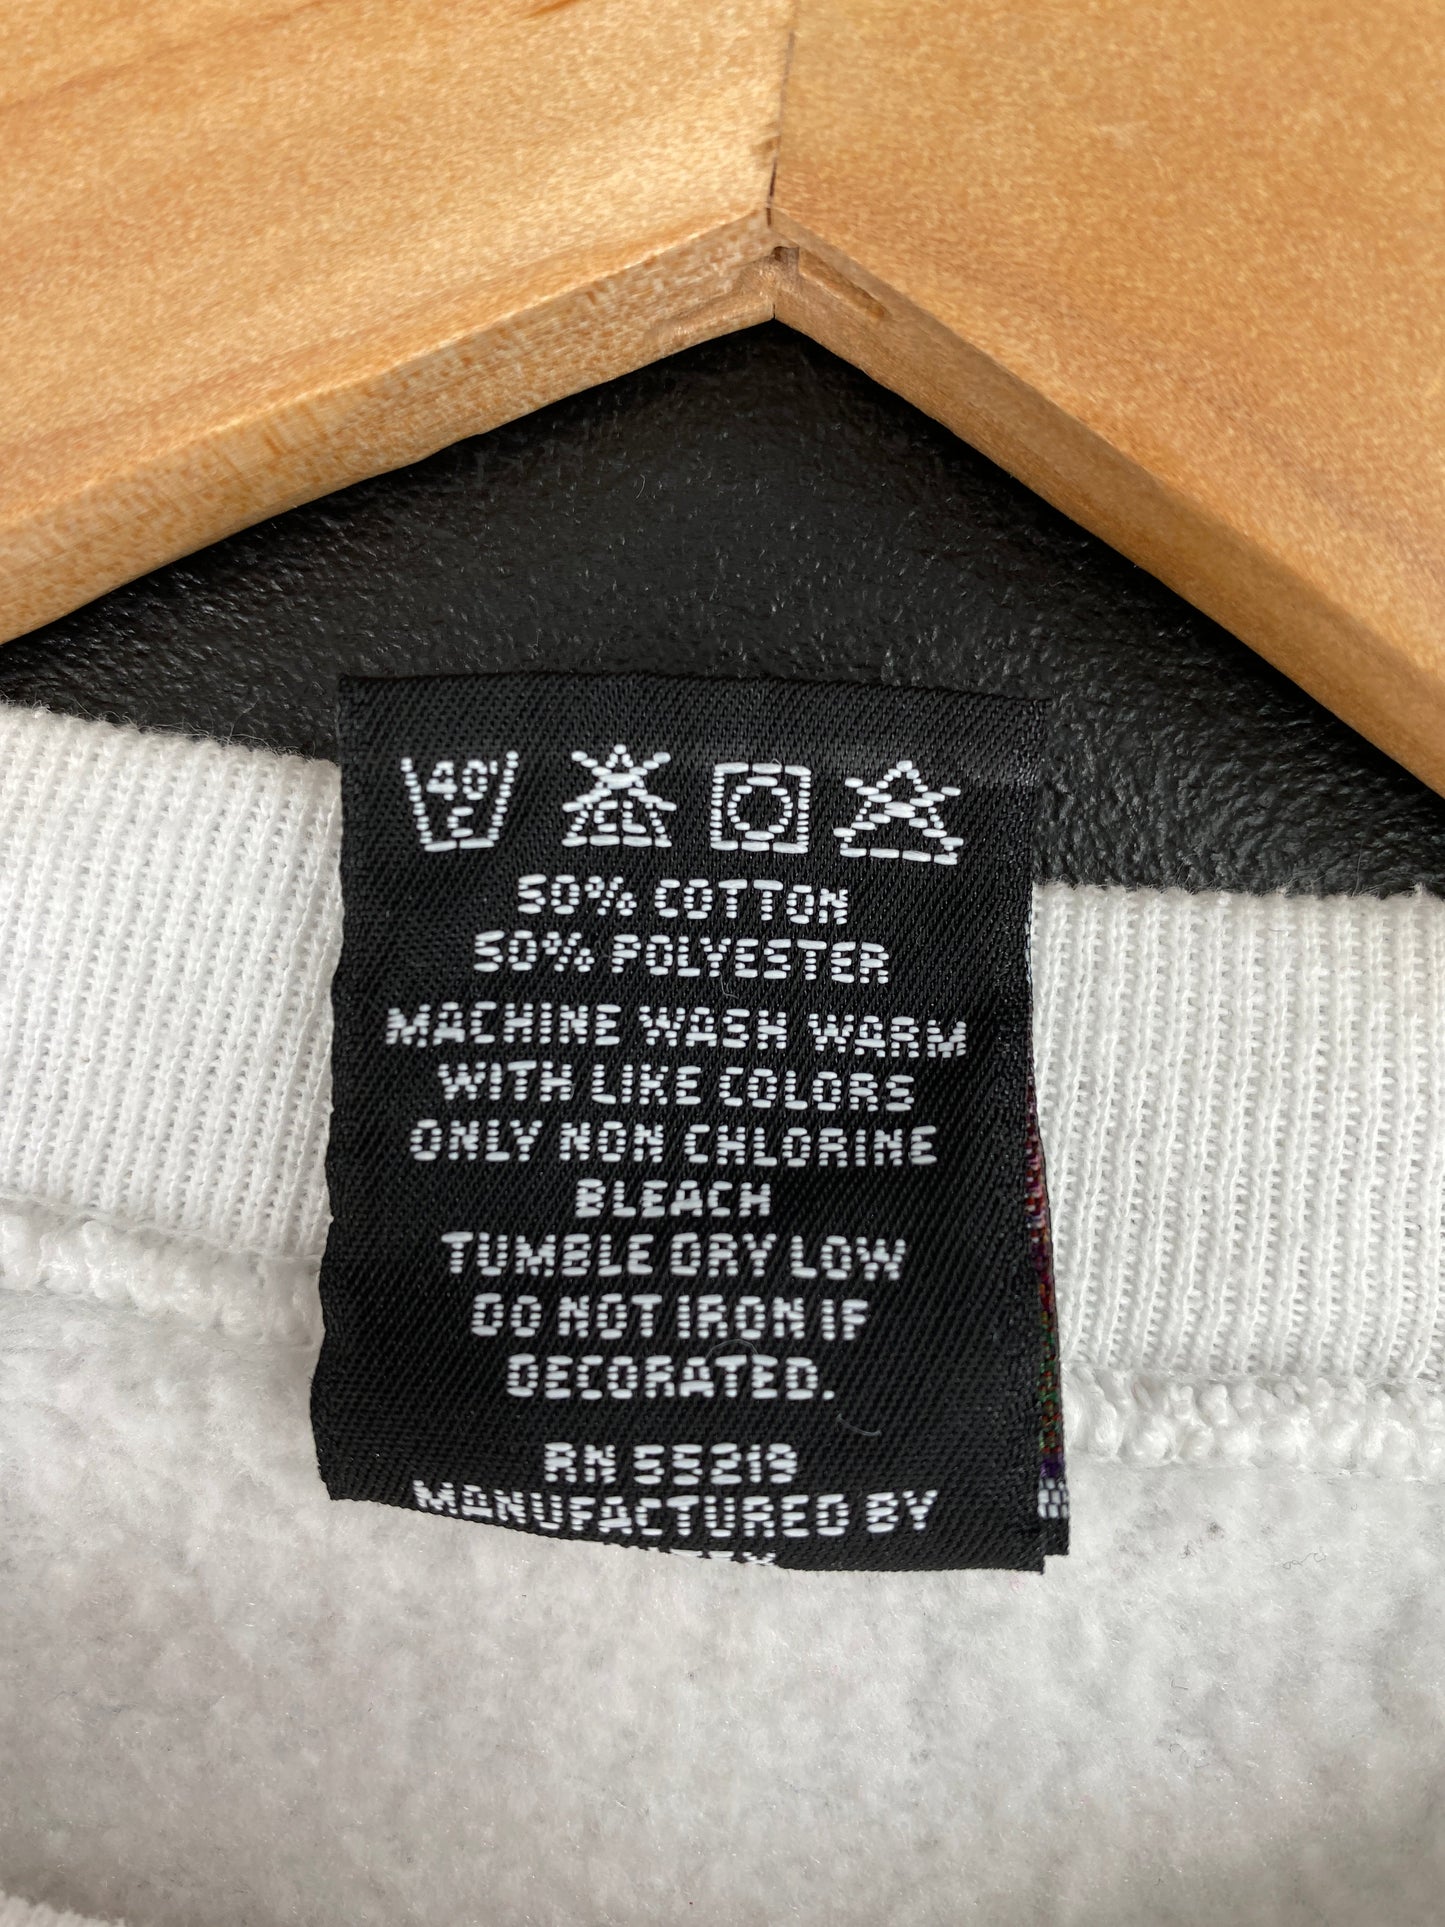 40°
C
CL
50% COTTON
50% POLYESTER
MACHINE WASH WARM
WITH LIKE COLORS
ONLY NON CHLORINE
BLEACH
TUMBLE DRY LOW
DO NOT IRON IF
DECORATED.
RN 55219
MANUFACTURED BY